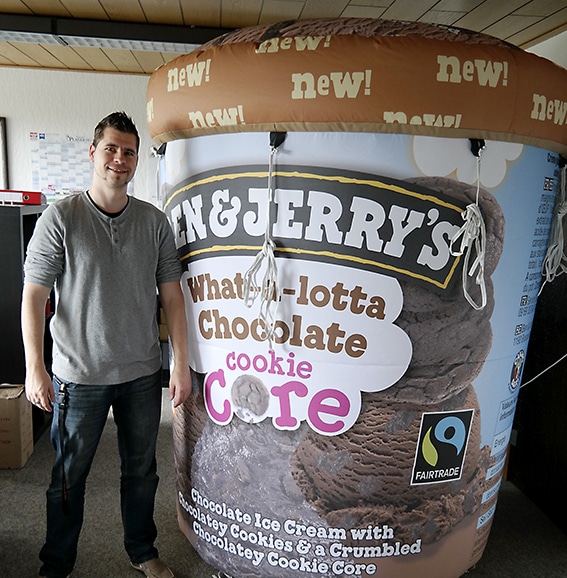 new! new! new! new!
new! new!
EN & JERRY'S
What-a-lotta
Chocolate
cookie
Core
FAIRTRADE
Chocolate Ice Cream with
Chocolatey Cookies & a Crumbled
Chocolatey Cookie Core